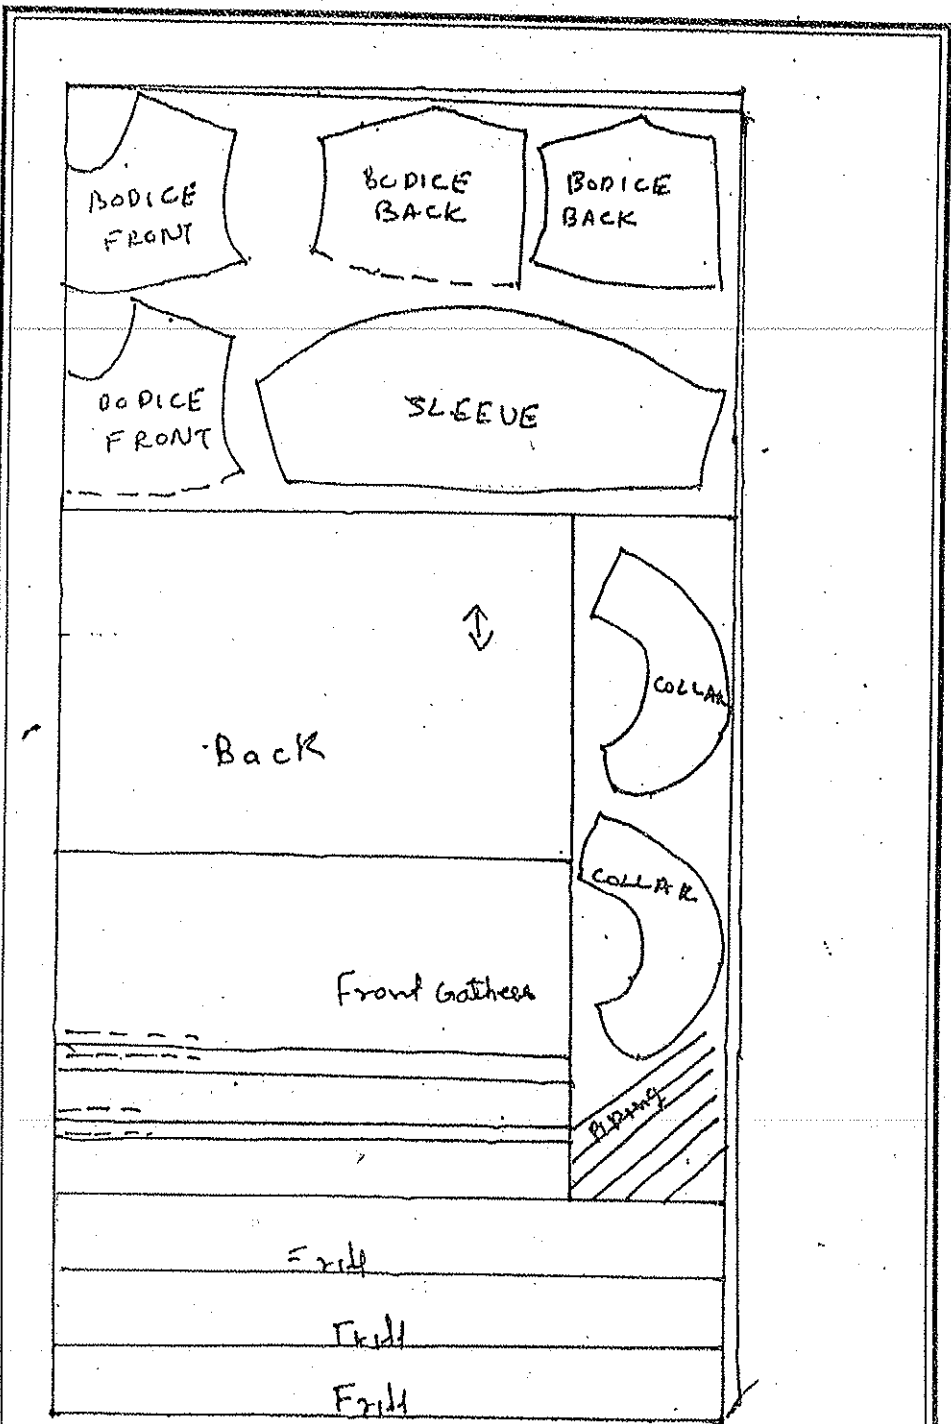 BODICE
FRONT
BODICE
BACK
BODICE
BACK
BODICE
FRONT
SLEEVE
COLLAR
Back
COLLAR
Front Gathers
Piping
Frill
Frill
Frill